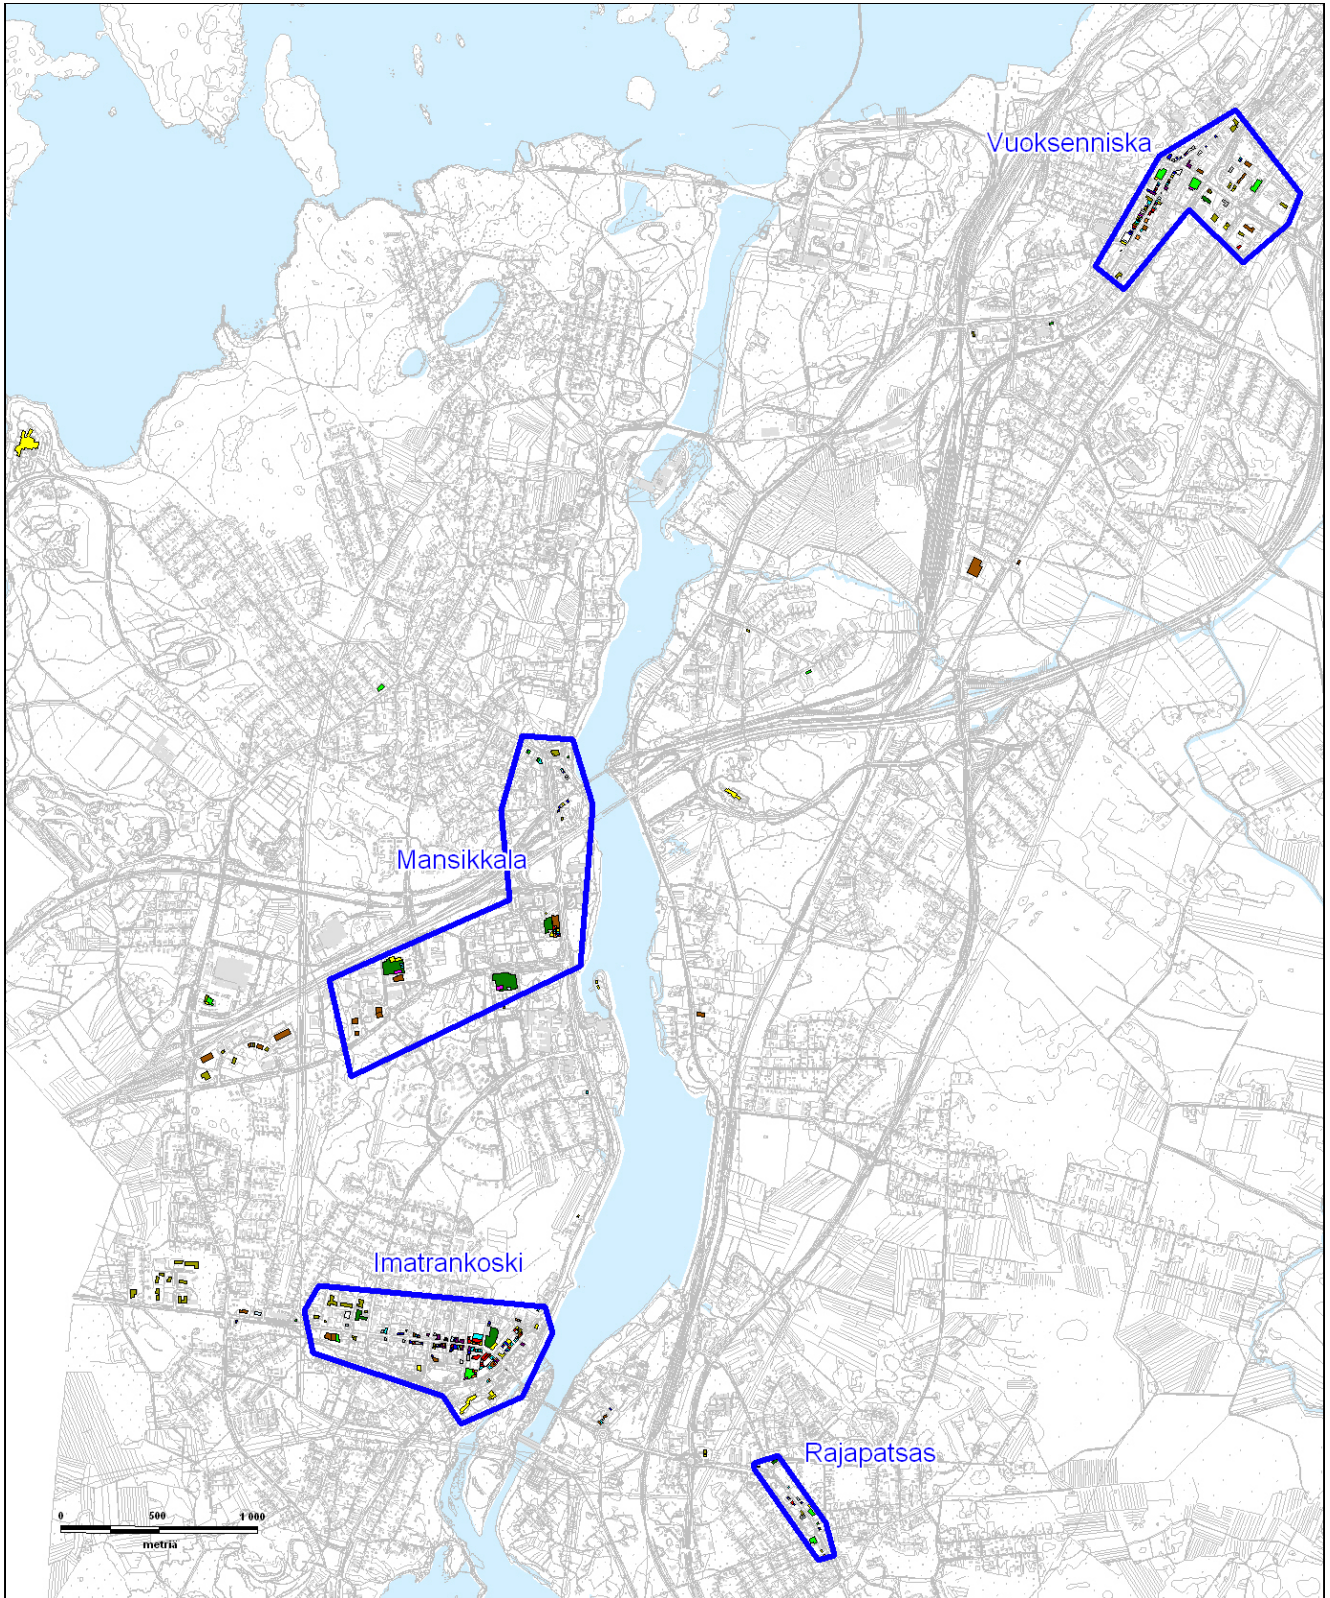 Vuoksenniska
Mansikkala
Imatrankoski
Rajapatsas
0 500 1'000
metriä